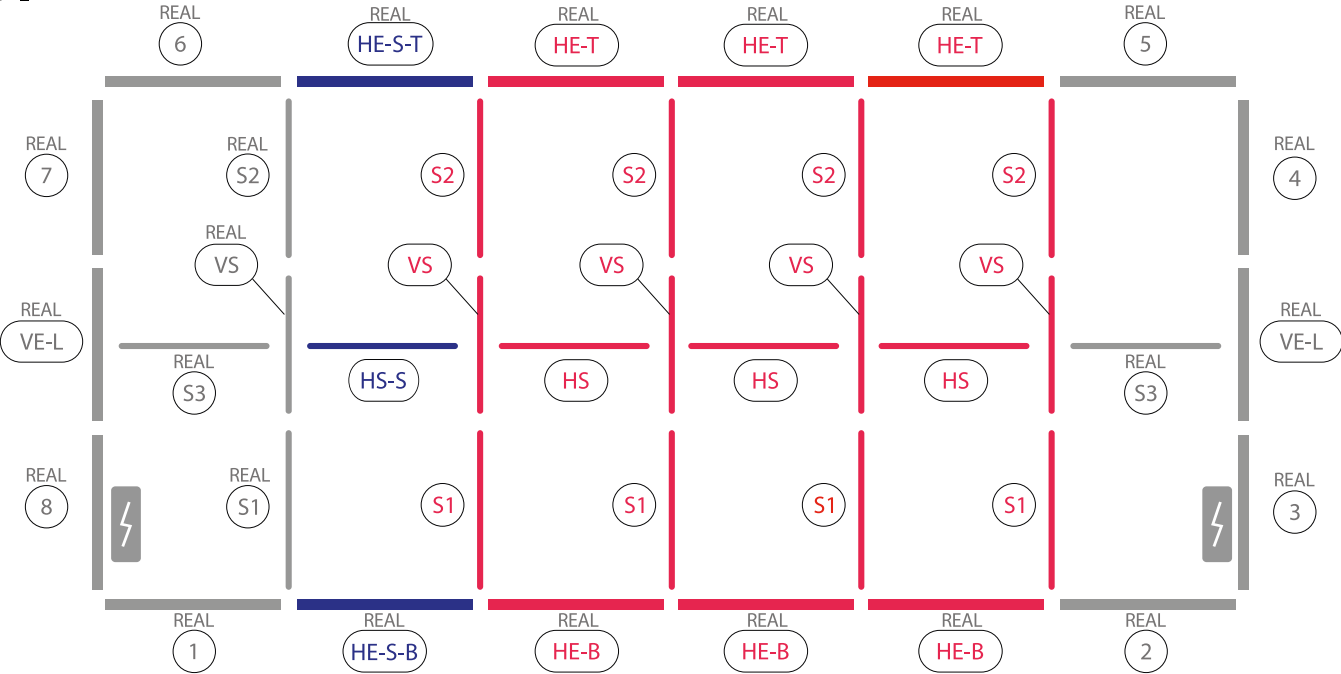 REAL REAL REAL REAL REAL REAL
6 HE-S-T HE-T HE-T HE-T 5
REAL REAL REAL
7 S2 S2 S2 S2 S2 4
REAL
VS VS VS VS VS
REAL REAL
VE-L VE-L
REAL REAL
S3 HS-S HS HS HS S3
REAL REAL REAL
8 S1 S1 S1 S1 S1 3
REAL REAL REAL REAL REAL REAL
1 HE-S-B HE-B HE-B HE-B 2